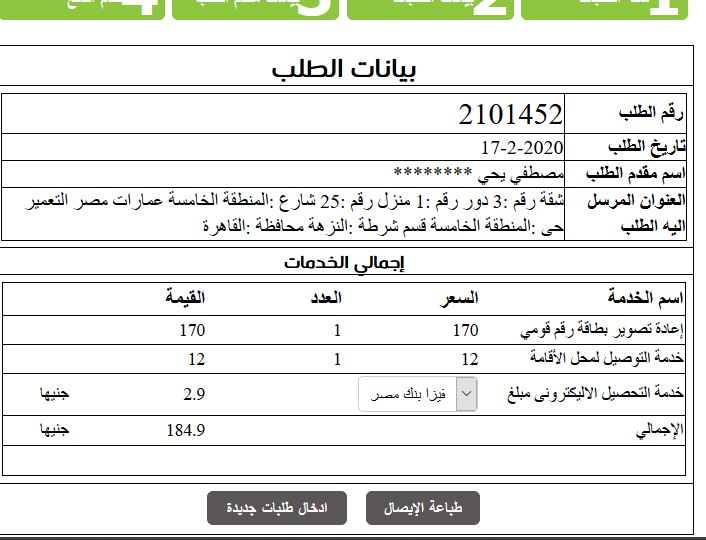 1
2
3
4
بيانات الطلب
رقم الطلب 2101452
تاريخ الطلب 17-2-2020
اسم مقدم الطلب مصطفي يحي ********
العنوان المرسل اليه الطلب شقة رقم :3 دور رقم :1 منزل رقم :25 شارع :المنطقة الخامسة عمارات مصر التعمير
حى :المنطقة الخامسة قسم شرطة :النزهة محافظة :القاهرة
إجمالي الخدمات
اسم الخدمة السعر العدد القيمة
إعادة تصوير بطاقة رقم قومي 170 1 170
خدمة التوصيل لمحل الأقامة 12 1 12
خدمة التحصيل الاليكترونى مبلغ فيزا بنك مصر 2.9 جنيها
الإجمالي 184.9 جنيها
طباعة الإيصال ادخال طلبات جديدة